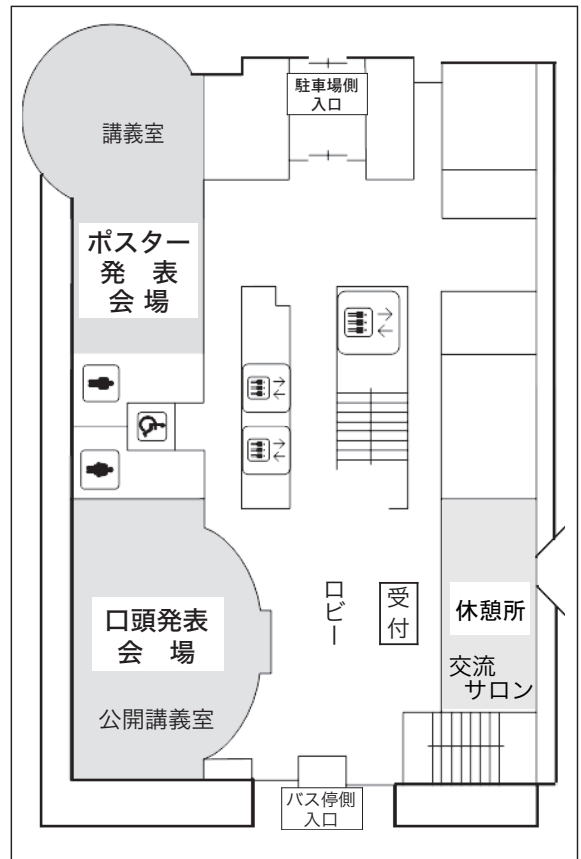 駐車場側
入口
講義室
ポスター
発 表
会 場
口頭発表
会 場
公開講義室
ロビー
受付
休憩所
交流
サロン
バス停側
入口